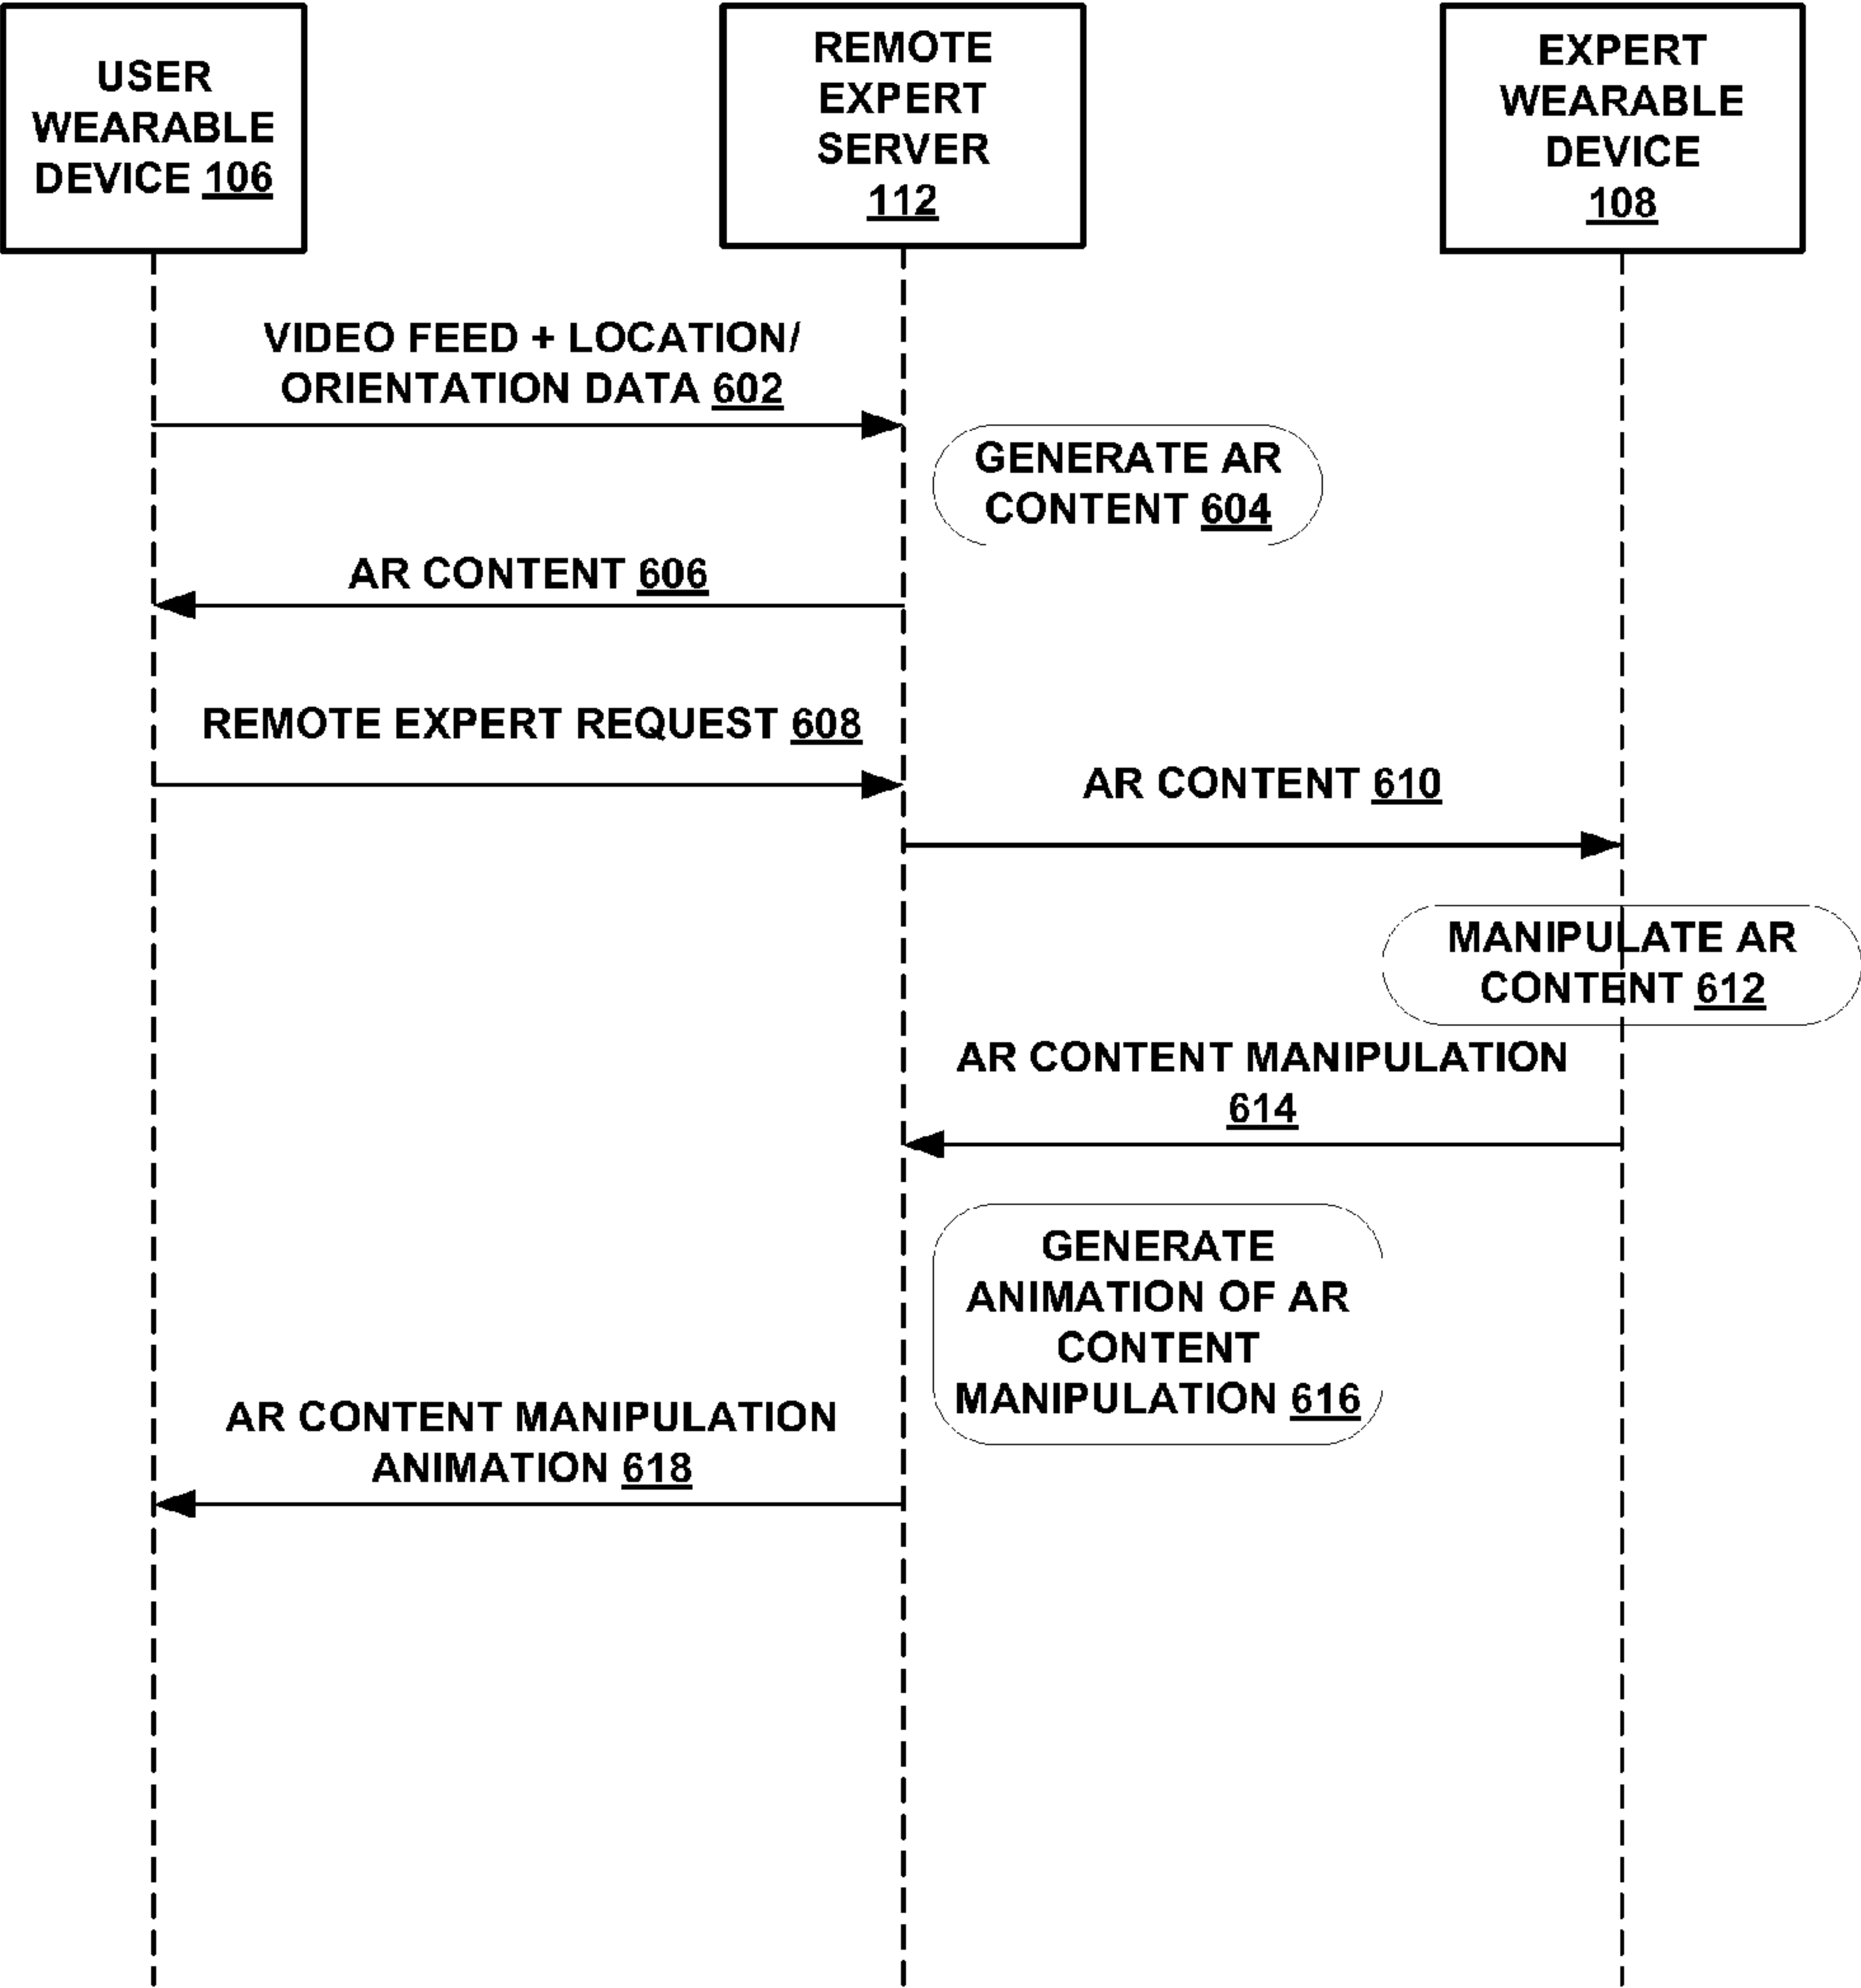 USER
WEARABLE
DEVICE 106
REMOTE
EXPERT
SERVER
112
EXPERT
WEARABLE
DEVICE
108
VIDEO FEED + LOCATION/
ORIENTATION DATA 602
GENERATE AR
CONTENT 604
AR CONTENT 606
REMOTE EXPERT REQUEST 608
AR CONTENT 610
MANIPULATE AR
CONTENT 612
AR CONTENT MANIPULATION
614
GENERATE
ANIMATION OF AR
CONTENT
MANIPULATION 616
AR CONTENT MANIPULATION
ANIMATION 618